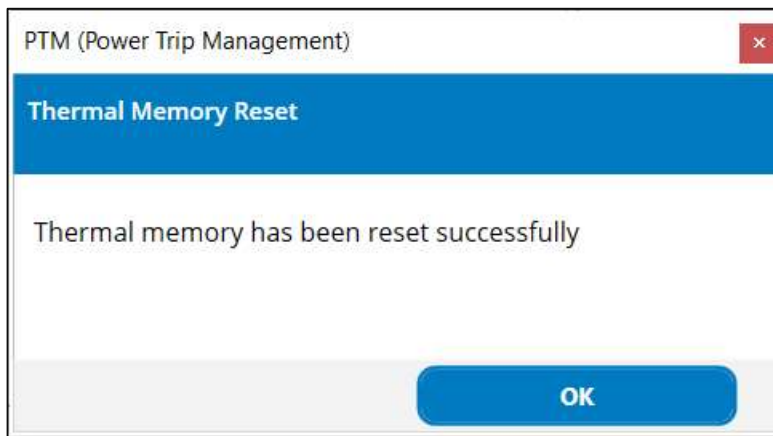 PTM (Power Trip Management)
Thermal Memory Reset
Thermal memory has been reset successfully
OK